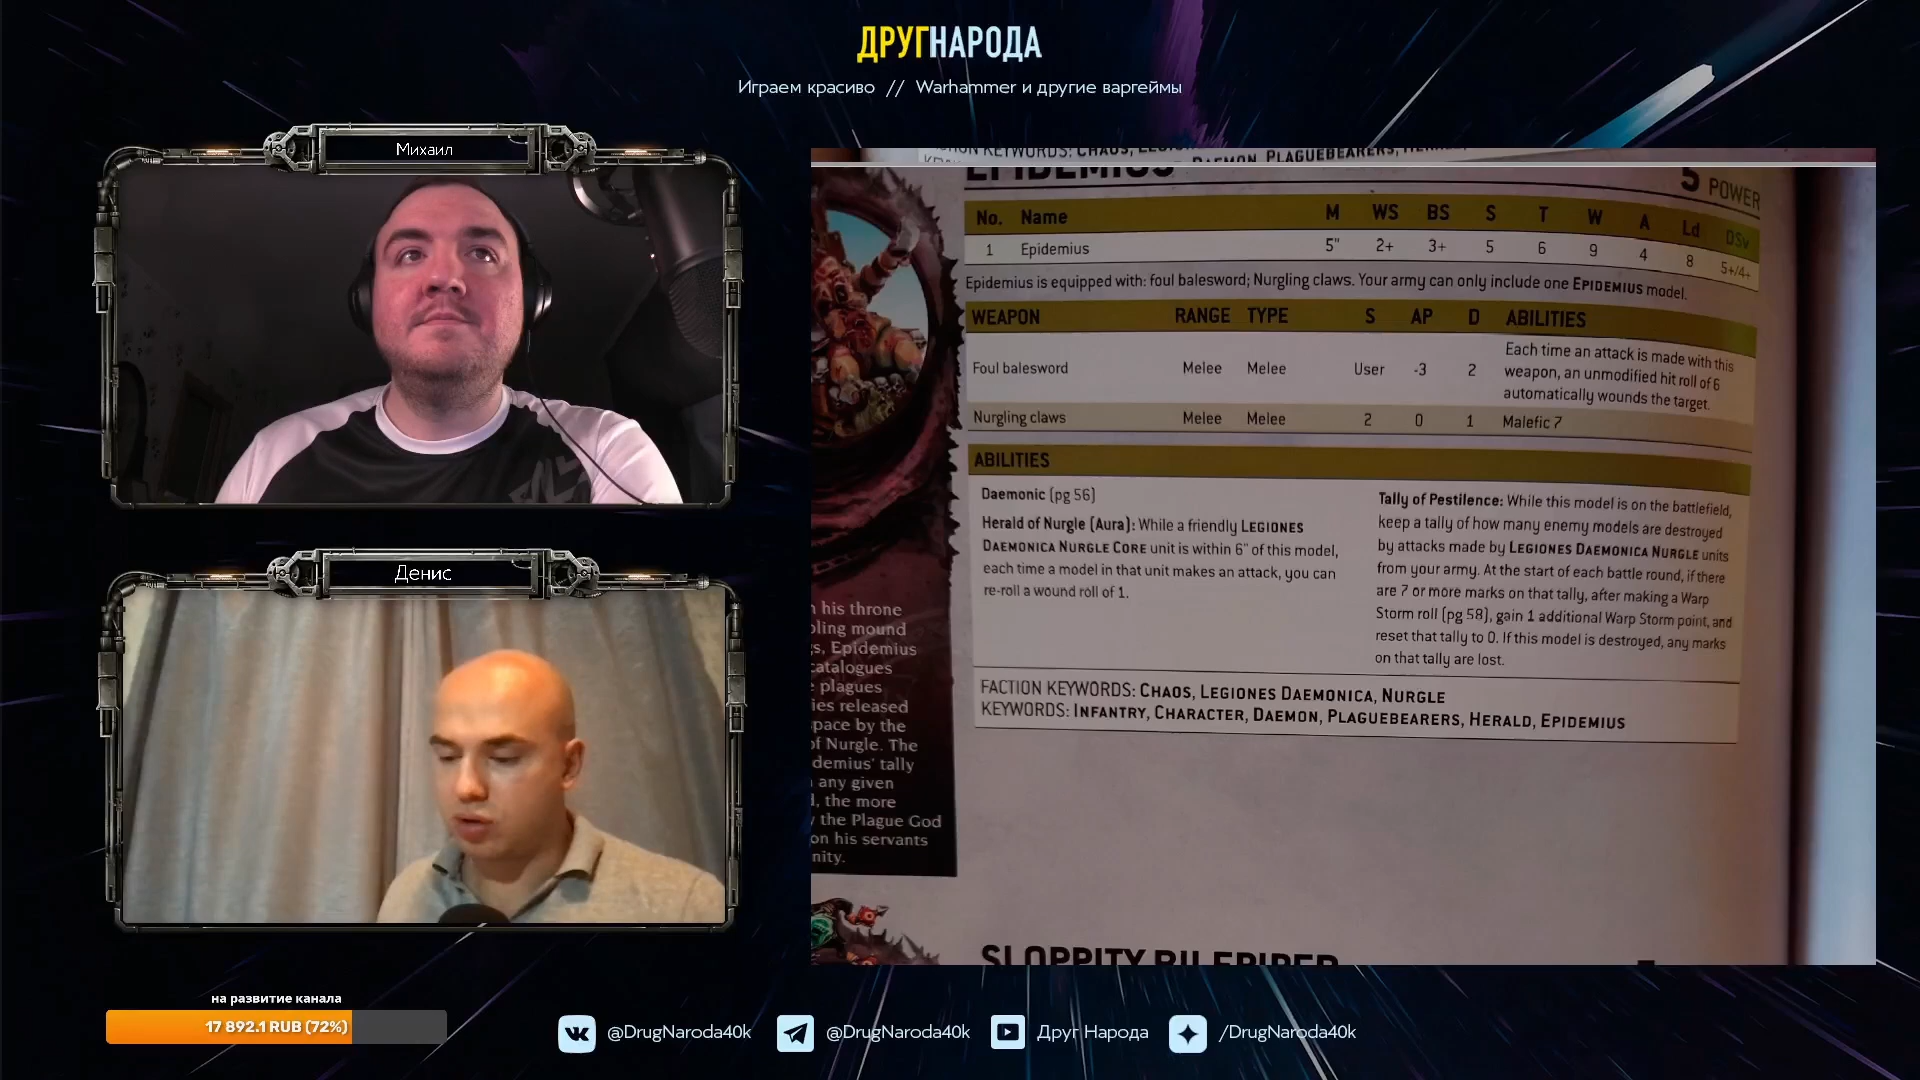 ДРУГНАРОДА
Играем красиво // Warhammer и другие варгеймы
Михаил
Денис
KEYWORDS: CHAOS,
DAEMON, PLAGUEBEARERS,
EPIDEMIUS
5 POWER
No. Name M WS BS S T W A Ld DSv
1 Epidemius 5" 2+ 3+ 5 6 9 4 8 5+/4+
Epidemius is equipped with: foul balesword; Nurgling claws. Your army can only include one EPIDEMIUS model.
WEAPON RANGE TYPE S AP D ABILITIES
Foul balesword Melee Melee User -3 2 Each time an attack is made with this
weapon, an unmodified hit roll of 6
automatically wounds the target.
Nurgling claws Melee Melee 2 0 1 Malefic 7
ABILITIES
Daemonic (pg 56)
Herald of Nurgle (Aura): While a friendly LEGIONES
DAEMONICA NURGLE CORE unit is within 6" of this model,
each time a model in that unit makes an attack, you can
re-roll a wound roll of 1.
Tally of Pestilence: While this model is on the battlefield,
keep a tally of how many enemy models are destroyed
by attacks made by LEGIONES DAEMONICA NURGLE units
from your army. At the start of each battle round, if there
are 7 or more marks on that tally, after making a Warp
Storm roll (pg 58), gain 1 additional Warp Storm point, and
reset that tally to 0. If this model is destroyed, any marks
on that tally are lost.
FACTION KEYWORDS: CHAOS, LEGIONES DAEMONICA, NURGLE
KEYWORDS: INFANTRY, CHARACTER, DAEMON, PLAGUEBEARERS, HERALD, EPIDEMIUS
his throne
mound
Epidemius
catalogues
plagues
released
by the
of Nurgle. The
tally
any given
, the more
the Plague God
on his servants
SLOPPITY BILEPIPER
на развитие канала
17 892.1 RUB (72%)
@DrugNaroda40k
@DrugNaroda40k
Друг Народа
/DrugNaroda40k